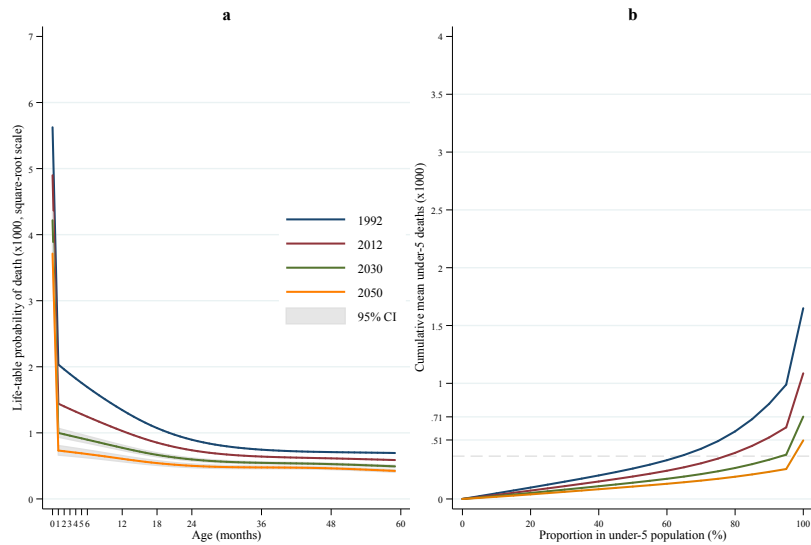 a
b
Life-table probability of death (x1000, square-root scale)
7
6
5
4
3
2
1
0
0 1 2 3 4 5 6 12 18 24 36 48 60
Age (months)
1992
2012
2030
2050
95% CI
Cumulative mean under-5 deaths (x1000)
4
3.5
3
2.5
2
1.5
1
.71
.51
0
0 20 40 60 80 100
Proportion in under-5 population (%)